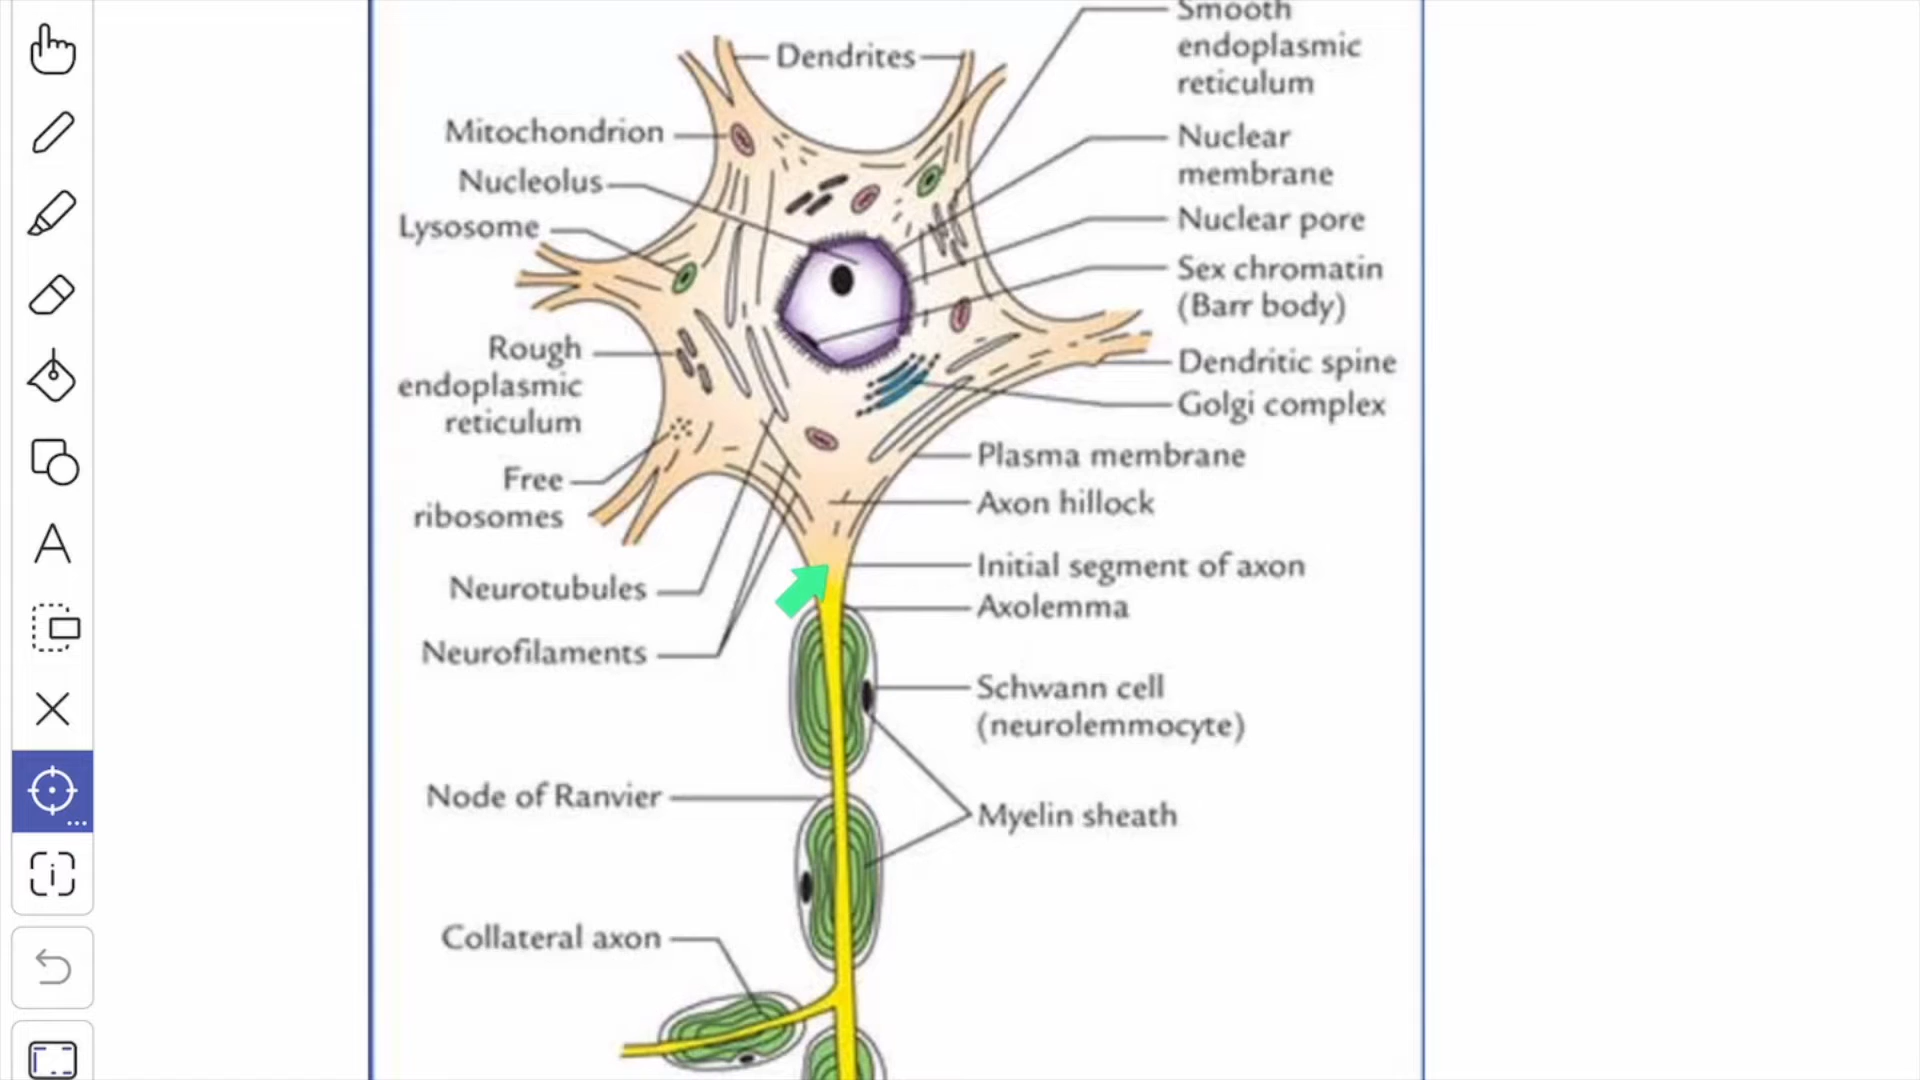 Dendrites
Smooth
endoplasmic
reticulum
Mitochondrion
Nuclear
membrane
Nucleolus
Nuclear pore
Lysosome
Sex chromatin
(Barr body)
Rough
endoplasmic
reticulum
Dendritic spine
Golgi complex
Plasma membrane
Free
ribosomes
Axon hillock
Initial segment of axon
Neurotubules
Axolemma
Neurofilaments
Schwann cell
(neurolemmocyte)
Node of Ranvier
Myelin sheath
Collateral axon
A
i